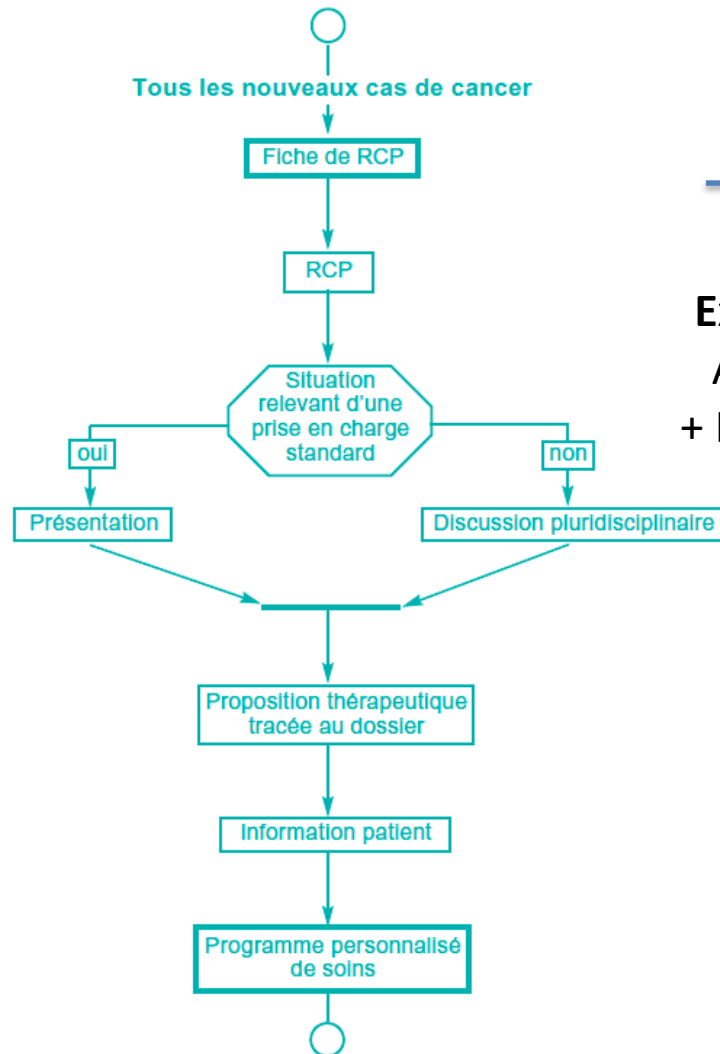 Tous les nouveaux cas de cancer
Fiche de RCP
RCP
Situation
relevant d’une
prise en charge
standard
oui
non
Présentation
Discussion pluridisciplinaire
Proposition thérapeutique
tracée au dossier
Information patient
Programme personnalisé
de soins